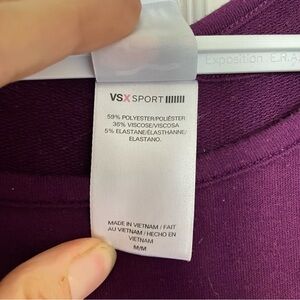 Exposition . E.R.A.
VSX SPORT
59% POLYESTER/POLIÉSTER
36% VISCOSE/VISCOSA
5% ELASTANE/ÉLASTHANNE/
ELASTANO.
MADE IN VIETNAM / FAIT
AU VIETNAM / HECHO EN
VIETNAM
M/M